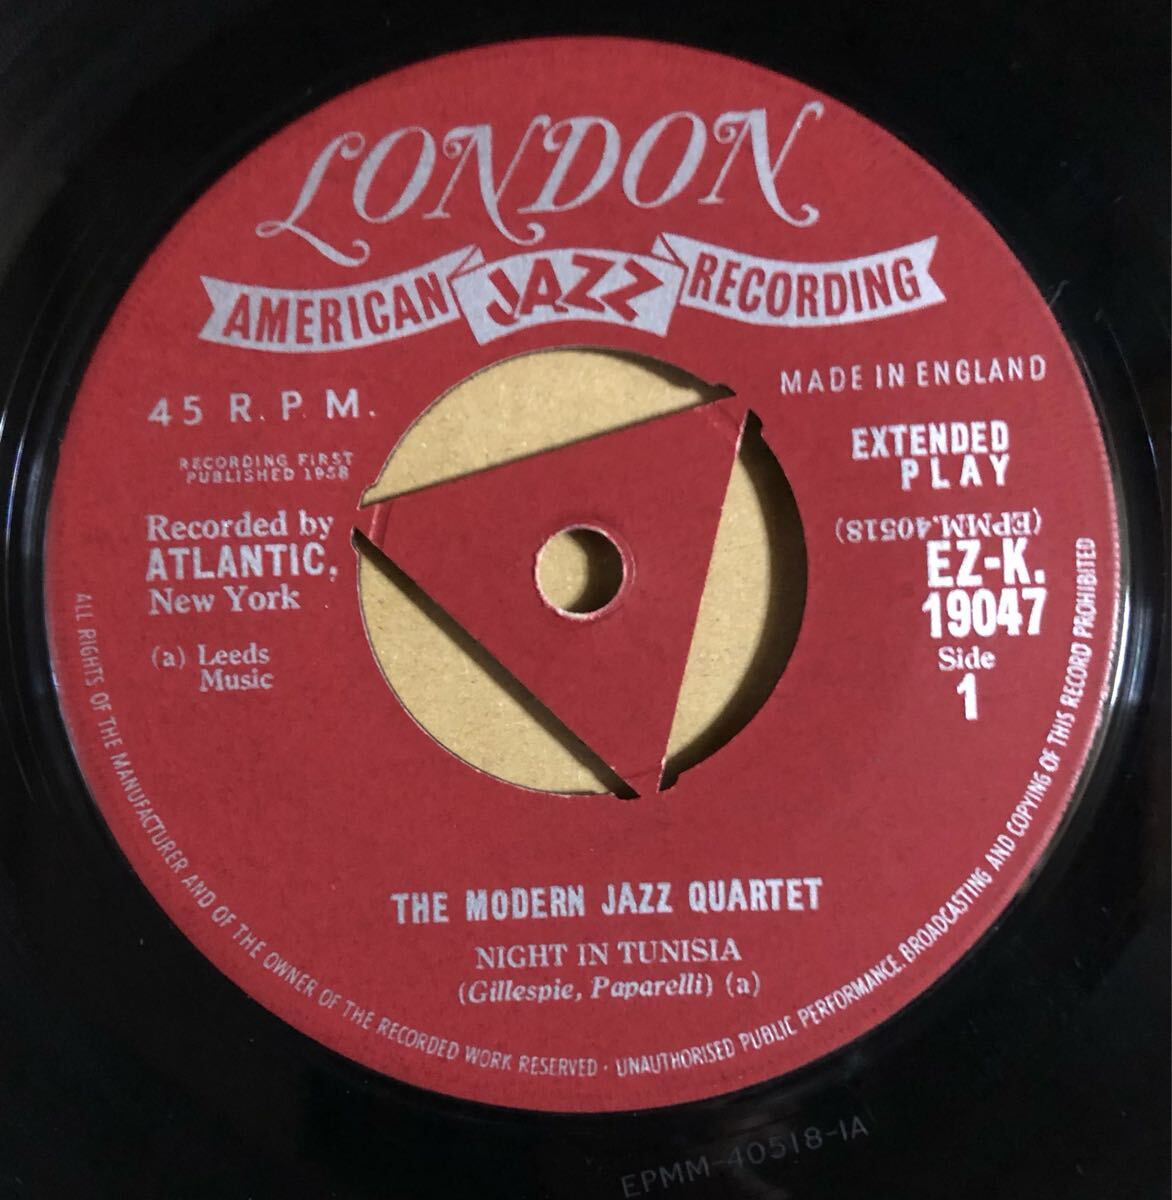 LONDON
AMERICAN JAZZ RECORDING
MADE IN ENGLAND
45 R.P.M.
EXTENDED
PLAY
RECORDING FIRST
PUBLISHED 1958
(EPMM.40518)
Recorded by
ATLANTIC,
New York
EZ-K.
19047
Side
1
(a) Leeds
Music
THE MODERN JAZZ QUARTET
NIGHT IN TUNISIA
(Gillespie, Paparelli) (a)
ALL RIGHTS OF THE MANUFACTURER AND OF THE OWNER OF THE RECORDED WORK RESERVED · UNAUTHORISED PUBLIC PERFORMANCE, BROADCASTING AND COPYING OF THIS RECORD PROHIBITED
EPMM-40518-1A